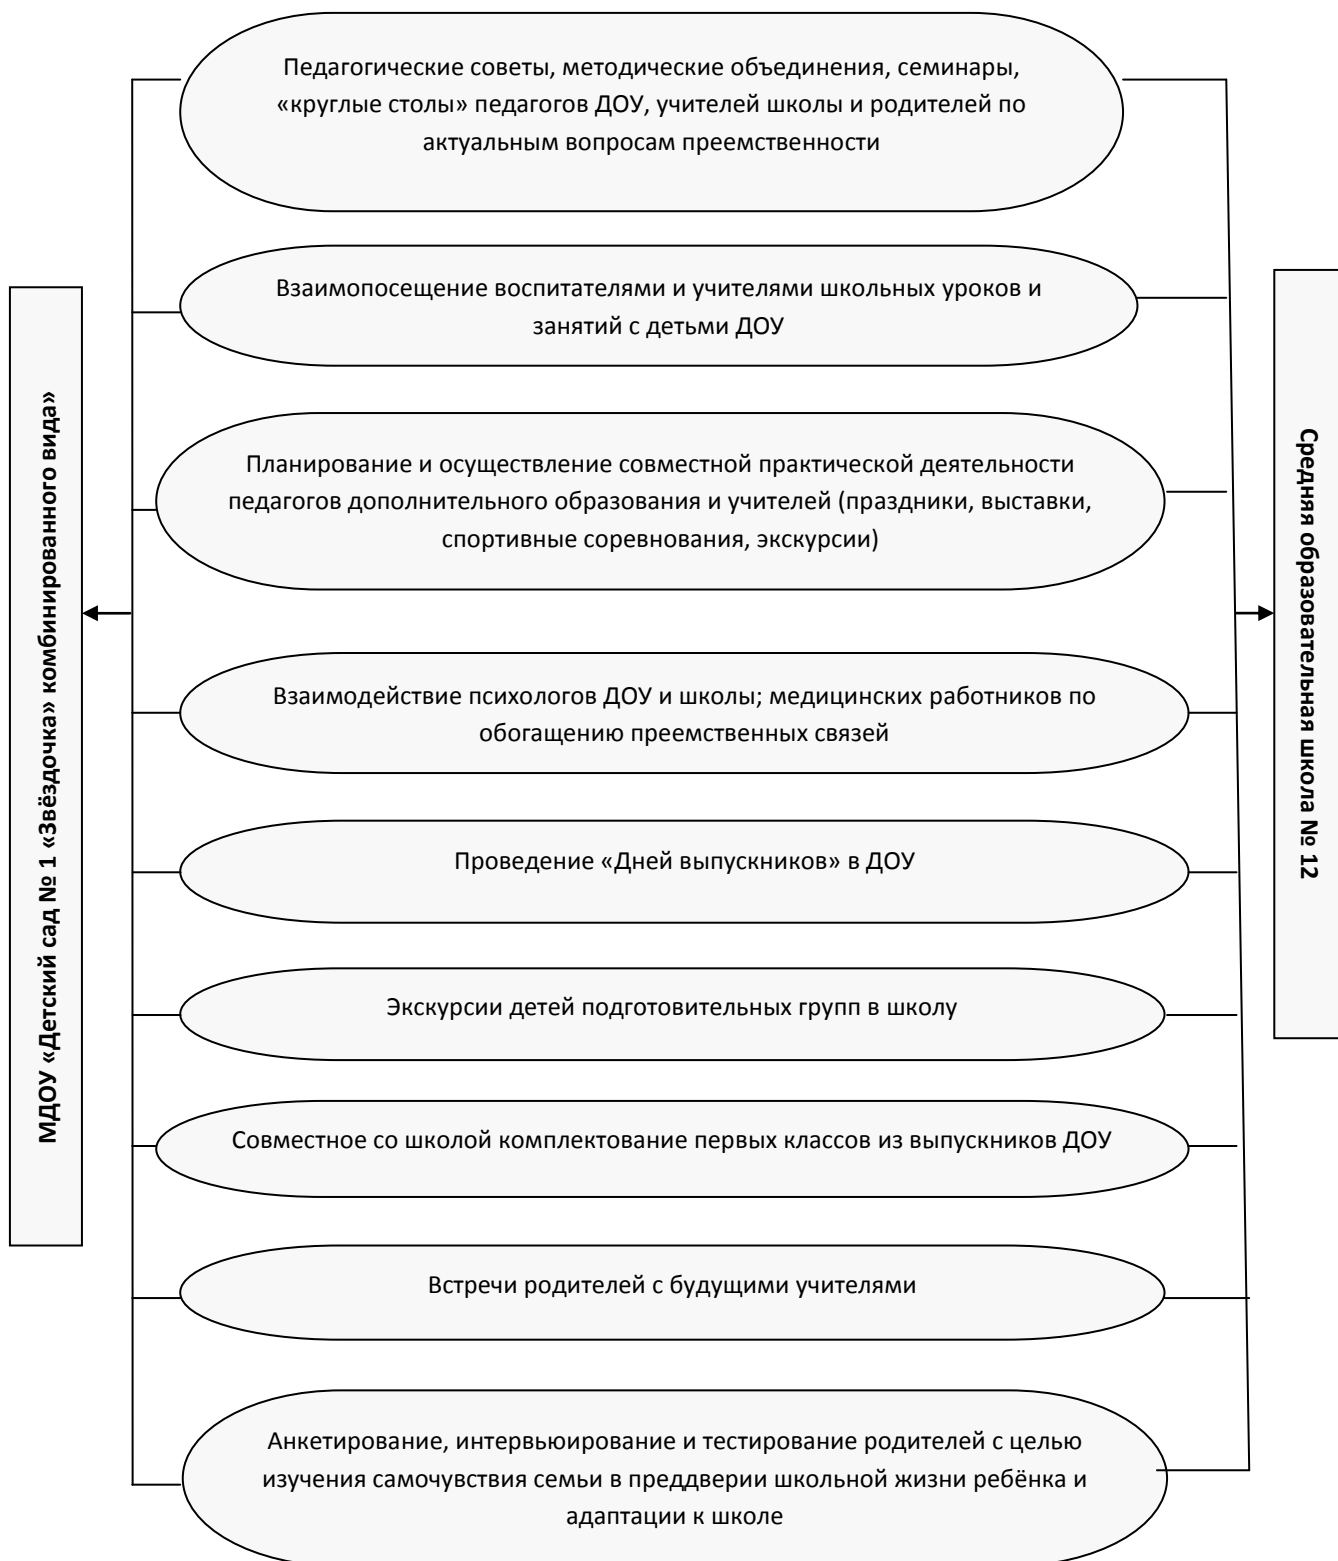 Педагогические советы, методические объединения, семинары,
«круглые столы» педагогов ДОУ, учителей школы и родителей по
актуальным вопросам преемственности
Взаимопосещение воспитателями и учителями школьных уроков и
занятий с детьми ДОУ
МДОУ «Детский сад № 1 «Звёздочка» комбинированного вида»
Средняя образовательная школа № 12
Планирование и осуществление совместной практической деятельности
педагогов дополнительного образования и учителей (праздники, выставки,
спортивные соревнования, экскурсии)
Взаимодействие психологов ДОУ и школы; медицинских работников по
обогащению преемственных связей
Проведение «Дней выпускников» в ДОУ
Экскурсии детей подготовительных групп в школу
Совместное со школой комплектование первых классов из выпускников ДОУ
Встречи родителей с будущими учителями
Анкетирование, интервьюирование и тестирование родителей с целью
изучения самочувствия семьи в преддверии школьной жизни ребёнка и
адаптации к школе